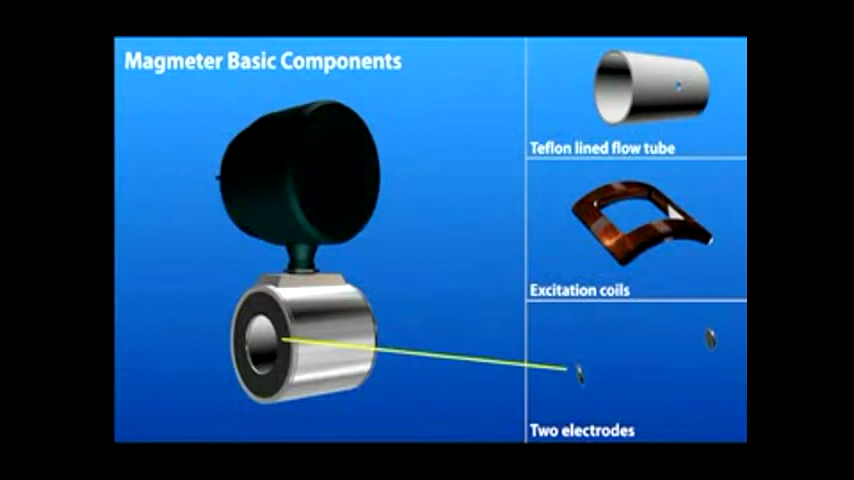 Magmeter Basic Components
Teflon lined flow tube
Excitation coils
Two electrodes